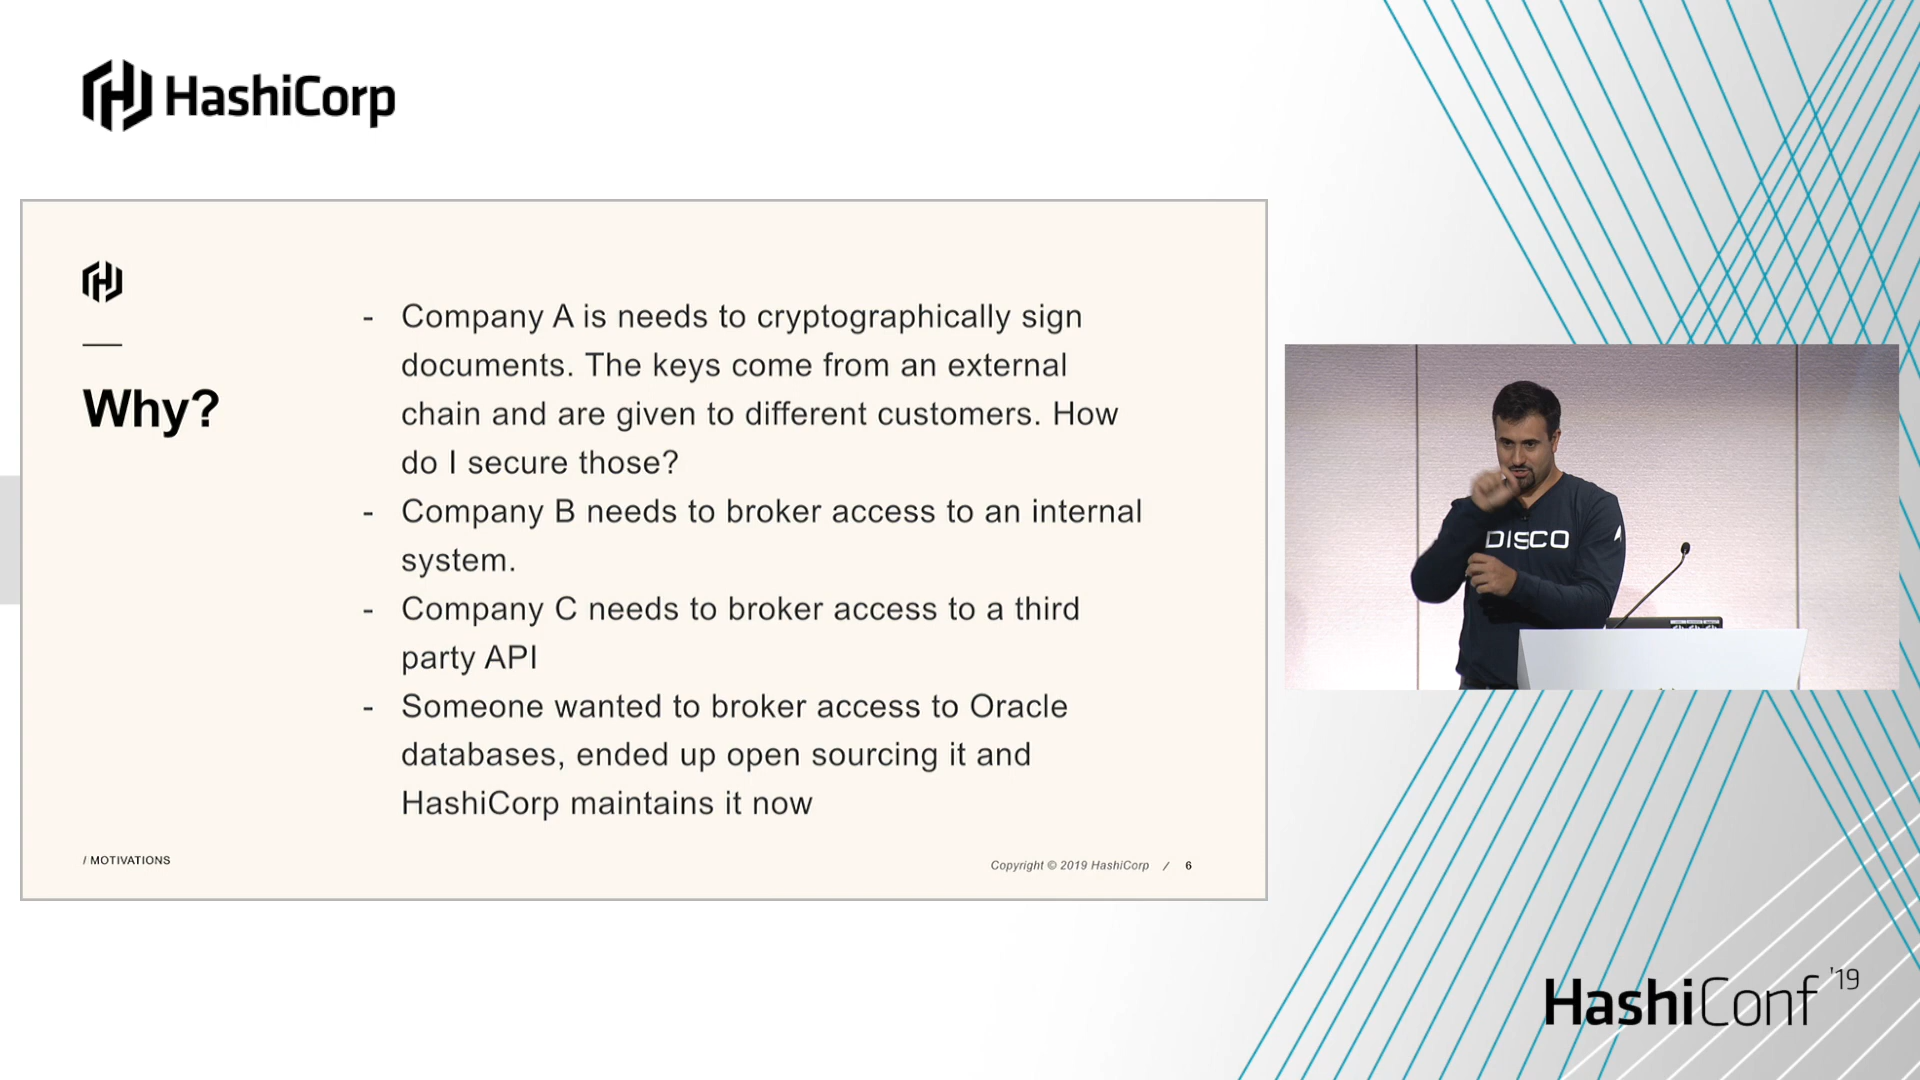 HashiCorp
Why?
- Company A is needs to cryptographically sign
documents. The keys come from an external
chain and are given to different customers. How
do I secure those?
- Company B needs to broker access to an internal
system.
- Company C needs to broker access to a third
party API
- Someone wanted to broker access to Oracle
databases, ended up open sourcing it and
HashiCorp maintains it now
/ MOTIVATIONS
Copyright © 2019 HashiCorp / 6
DISCO
HashiConf '19